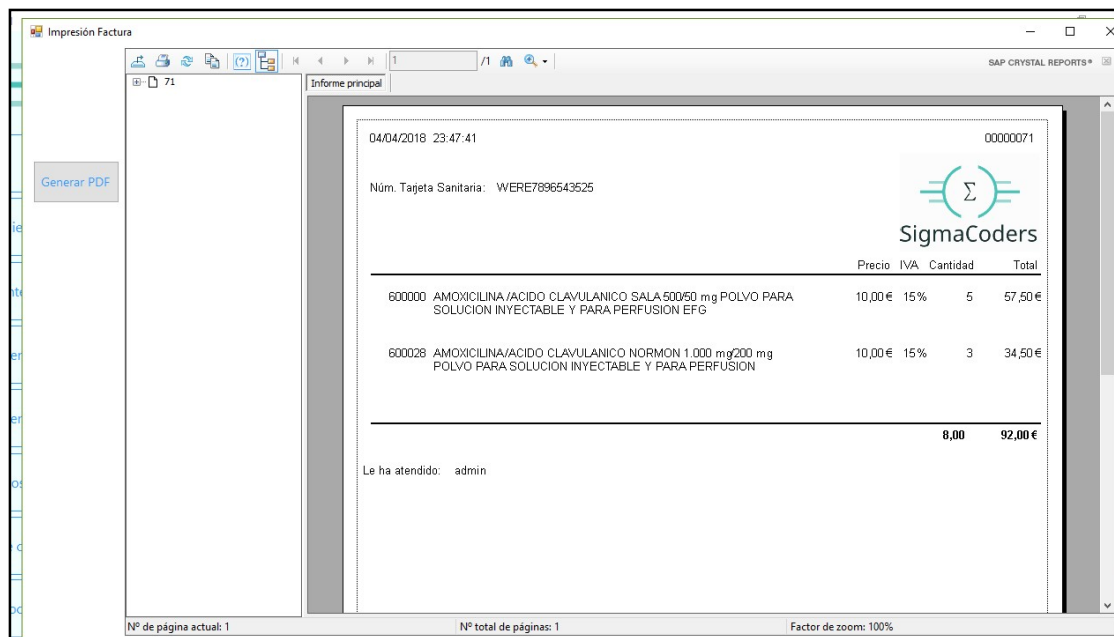 Impresión Factura
1 /1 SAP CRYSTAL REPORTS®
71
Informe principal
Generar PDF
04/04/2018 23:47:41 00000071
Núm. Tarjeta Sanitaria: WERE7896543525
Σ
SigmaCoders
Precio IVA Cantidad Total
600000 AMOXICILINA /ACIDO CLAVULANICO SALA 500/50 mg POLVO PARA 10,00 € 15% 5 57,50 €
SOLUCION INYECTABLE Y PARA PERFUSION EFG
600028 AMOXICILINA/ACIDO CLAVULANICO NORMON 1.000 mg/200 mg 10,00 € 15% 3 34,50 €
POLVO PARA SOLUCION INYECTABLE Y PARA PERFUSION
8,00 92,00 €
Le ha atendido: admin
Nº de página actual: 1 Nº total de páginas: 1 Factor de zoom: 100%